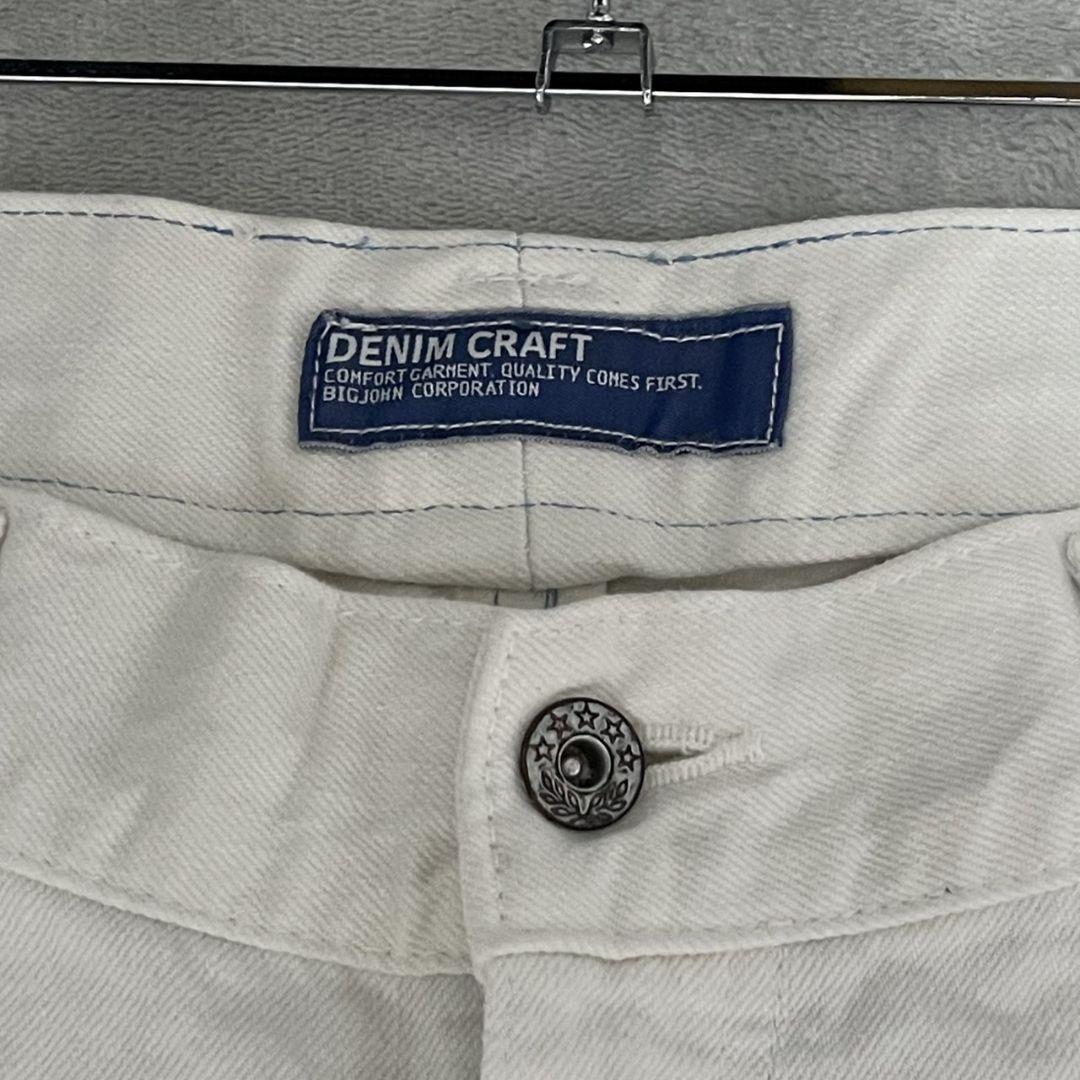 DENIM CRAFT
COMFORT GARMENT. QUALITY COMES FIRST.
BIGJOHN CORPORATION